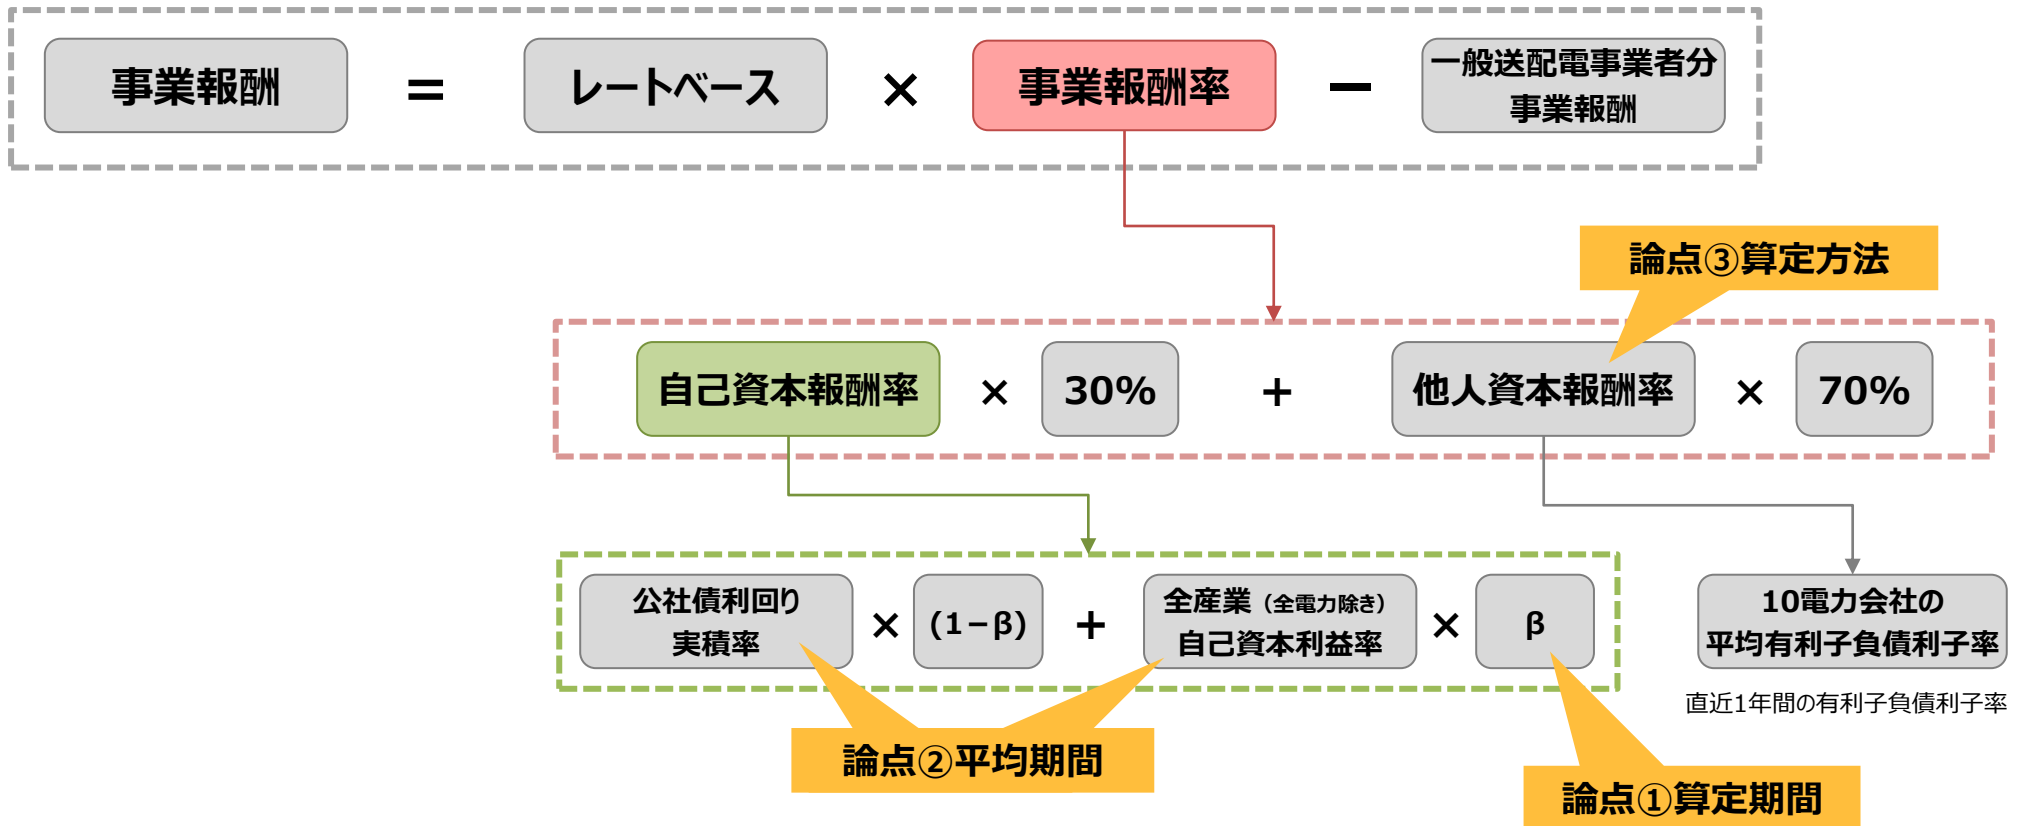 事業報酬 = レートベース × 事業報酬率 － 一般送配電事業者分
事業報酬
論点③算定方法
自己資本報酬率 × 30% + 他人資本報酬率 × 70%
公社債利回り
実積率
× (1－β) +
全産業（全電力除き）
自己資本利益率
× β
10電力会社の
平均有利子負債利子率
直近1年間の有利子負債利子率
論点②平均期間
論点①算定期間